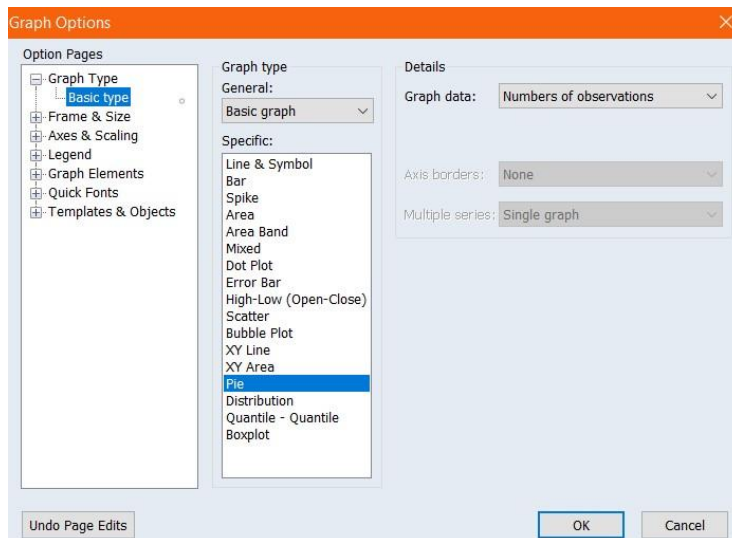 Graph Options
Option Pages
Graph Type
Basic type
Frame & Size
Axes & Scaling
Legend
Graph Elements
Quick Fonts
Templates & Objects
Graph type
General:
Basic graph
Specific:
Line & Symbol
Bar
Spike
Area
Area Band
Mixed
Dot Plot
Error Bar
High-Low (Open-Close)
Scatter
Bubble Plot
XY Line
XY Area
Pie
Distribution
Quantile - Quantile
Boxplot
Details
Graph data: Numbers of observations
Axis borders: None
Multiple series: Single graph
Undo Page Edits
OK
Cancel